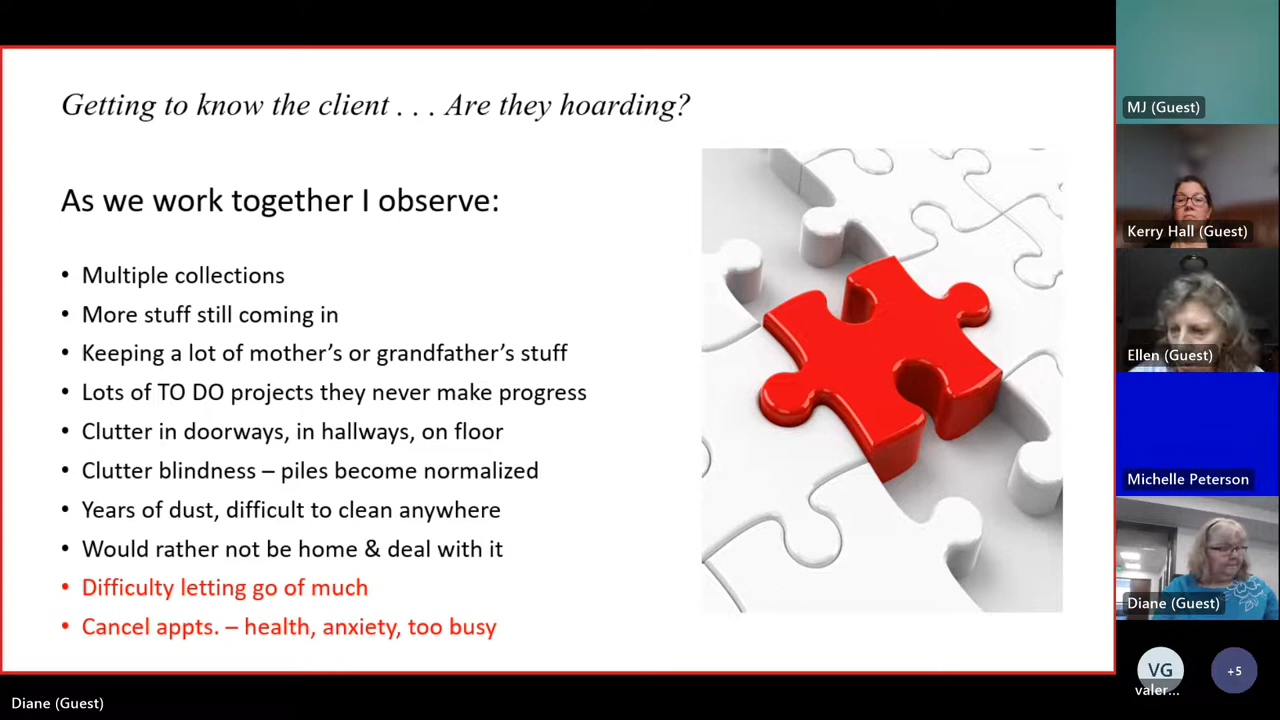 Getting to know the client . . . Are they hoarding?
As we work together I observe:
• Multiple collections
• More stuff still coming in
• Keeping a lot of mother's or grandfather's stuff
• Lots of TO DO projects they never make progress
• Clutter in doorways, in hallways, on floor
• Clutter blindness – piles become normalized
• Years of dust, difficult to clean anywhere
• Would rather not be home & deal with it
• Difficulty letting go of much
• Cancel appts. – health, anxiety, too busy
MJ (Guest)
Kerry Hall (Guest)
Ellen (Guest)
Michelle Peterson
Diane (Guest)
VG
valer...
+5
Diane (Guest)